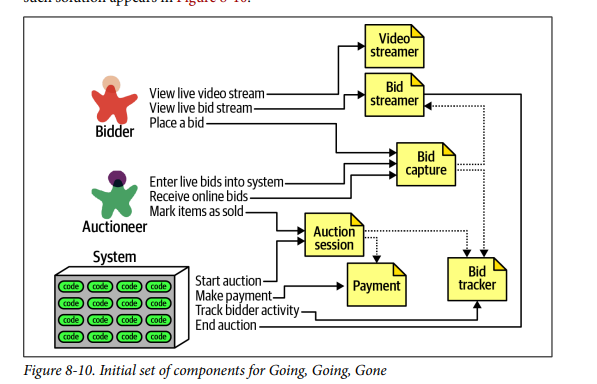 such solution appears in Figure 8-10.
Video
streamer
Bid
streamer
View live video stream
View live bid stream
Place a bid
Bidder
Bid
capture
Enter live bids into system
Receive online bids
Mark items as sold
Auctioneer
Auction
session
System
code code code code
code code code code
code code code code
code code code code
Start auction
Make payment
Track bidder activity
End auction
Payment
Bid
tracker
Figure 8-10. Initial set of components for Going, Going, Gone